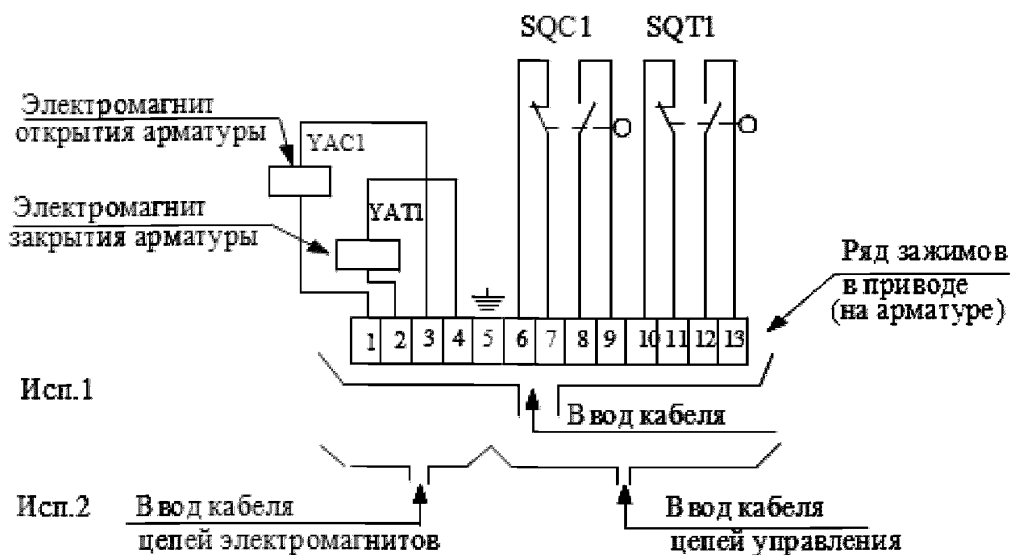 SQC1 SQT1
Электромагнит
открытия арматуры
YAC1
Электромагнит
закрытия арматуры
YAT1
Ряд зажимов
в приводе
(на арматуре)
1 2 3 4 5 6 7 8 9 10 11 12 13
Исп.1
Ввод кабеля
Исп.2
Ввод кабеля
цепей электромагнитов
Ввод кабеля
цепей управления